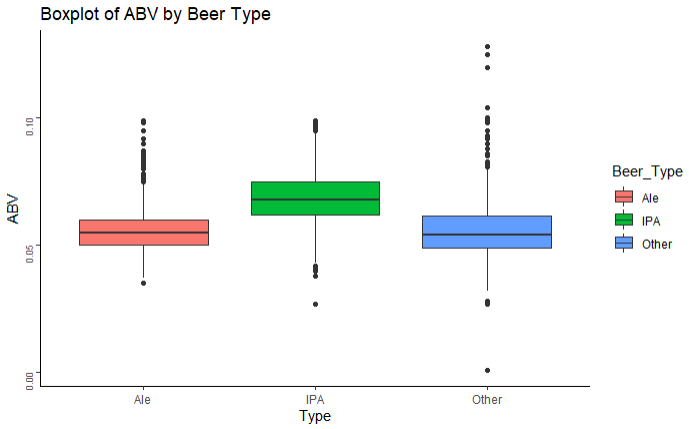 Boxplot of ABV by Beer Type
ABV
0.10
0.05
0.00
Ale
IPA
Other
Type
Beer_Type
Ale
IPA
Other